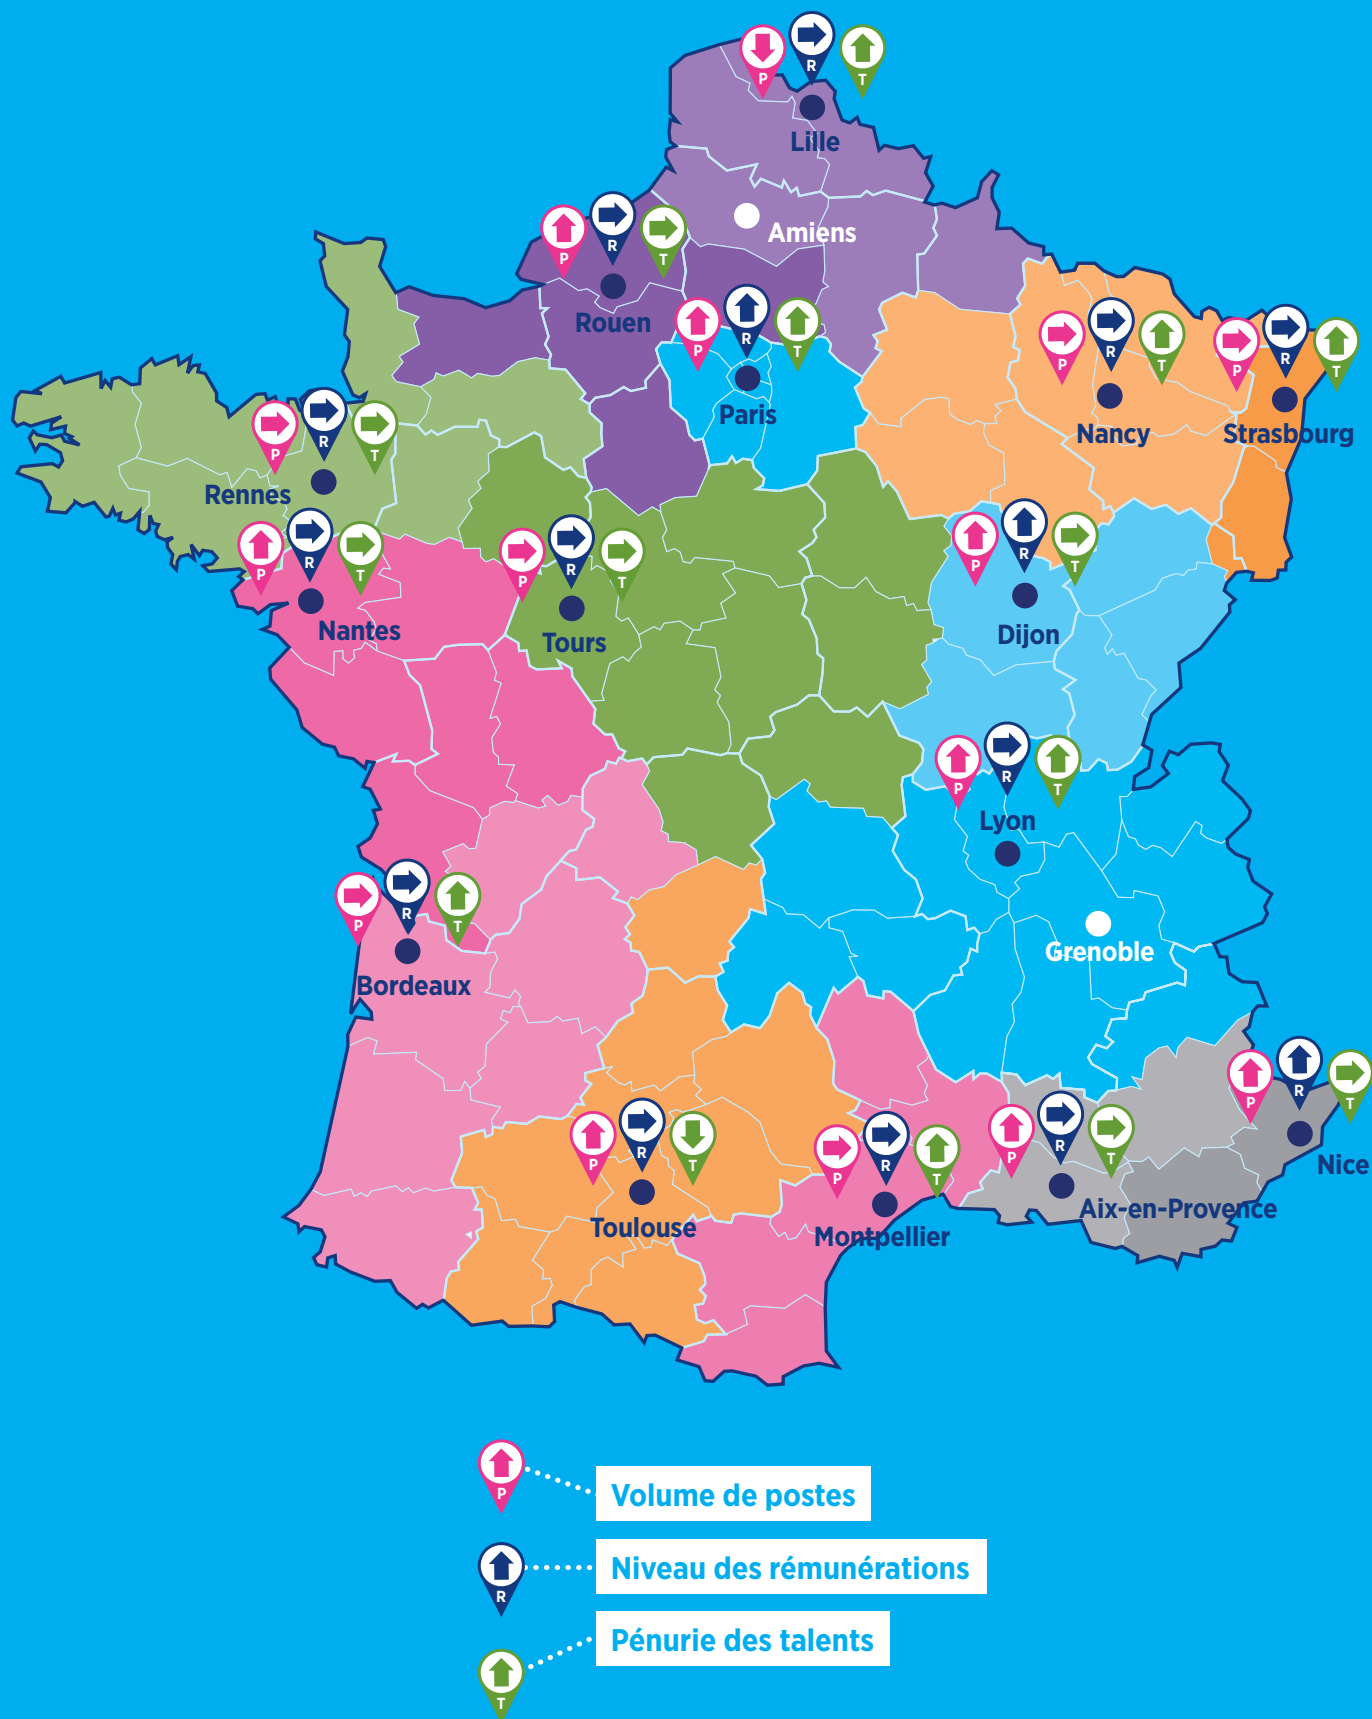 P
R
T
Lille
Amiens
P
R
T
Rouen
P
R
T
Paris
P
R
T
Nancy
P
R
T
Strasbourg
P
R
T
Rennes
P
R
T
Nantes
P
R
T
Tours
P
R
T
Dijon
P
R
T
Lyon
P
R
T
Bordeaux
Grenoble
P
R
T
Nice
P
R
T
Aix-en-Provence
P
R
T
Toulouse
P
R
T
Montpellier
P
Volume de postes
R
Niveau des rémunérations
T
Pénurie des talents